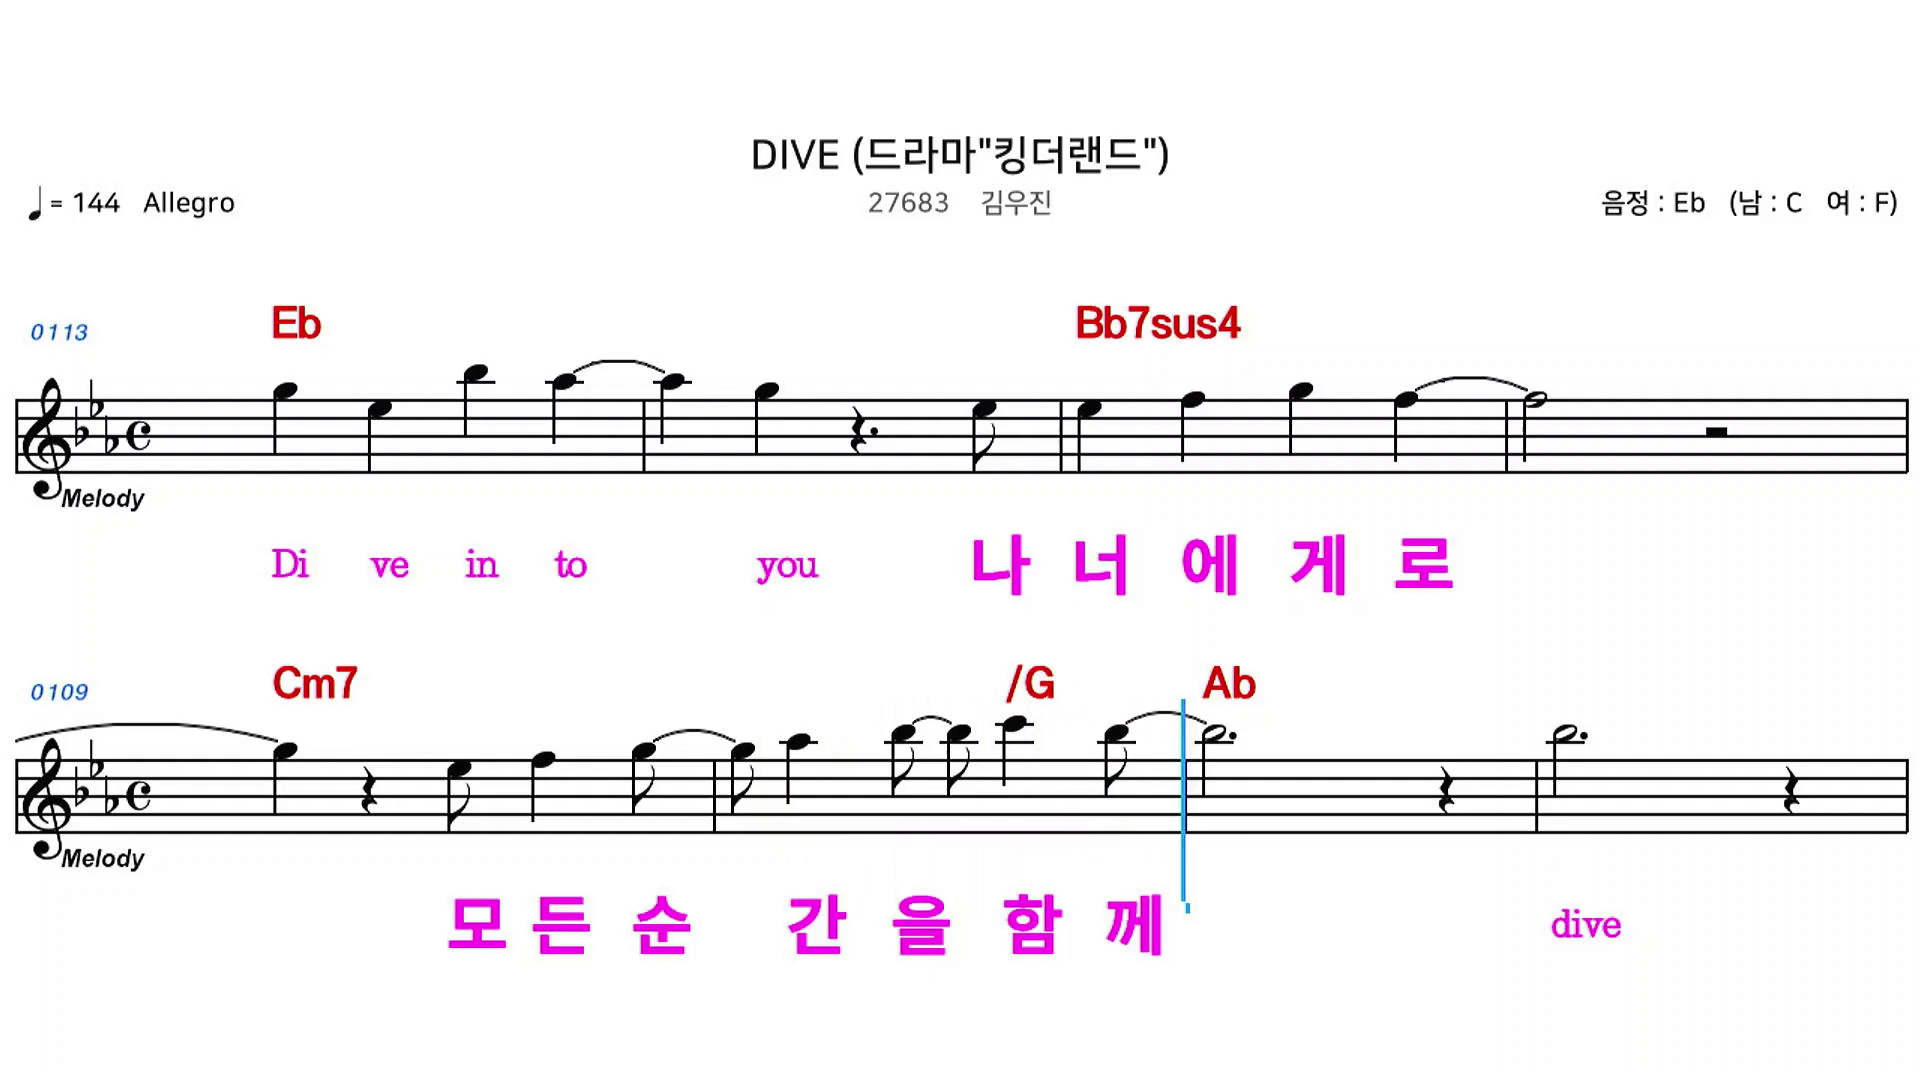 DIVE (드라마"킹더랜드")
♩= 144 Allegro 27683 김우진 음정 : Eb (남 : C 여 : F)
0113 Eb Bb7sus4
Melody
Di ve in to you 나 너 에 게 로
0109 Cm7 /G Ab
Melody
모 든 순 간 을 함 께 dive